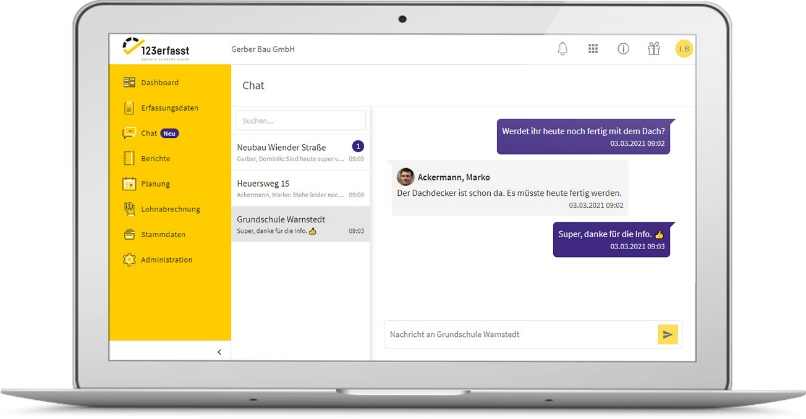 123erfasst
Gerber Bau GmbH
LB
Dashboard
Erfassungsdaten
Chat Neu
Berichte
Planung
Lohnabrechnung
Stammdaten
Administration
Chat
Suchen...
Neubau Wiender Straße 1
Gerber, Dominik: Sind heute super v... 09:09
Heuersweg 15
Ackermann, Marko: Stehe leider noc... 09:08
Grundschule Warnstedt
Super, danke für die Info. 👍 09:03
Werdet ihr heute noch fertig mit dem Dach?
03.03.2021 09:02
Ackermann, Marko
Der Dachdecker ist schon da. Es müsste heute fertig werden.
03.03.2021 09:02
Super, danke für die Info. 👍
03.03.2021 09:03
Nachricht an Grundschule Warnstedt